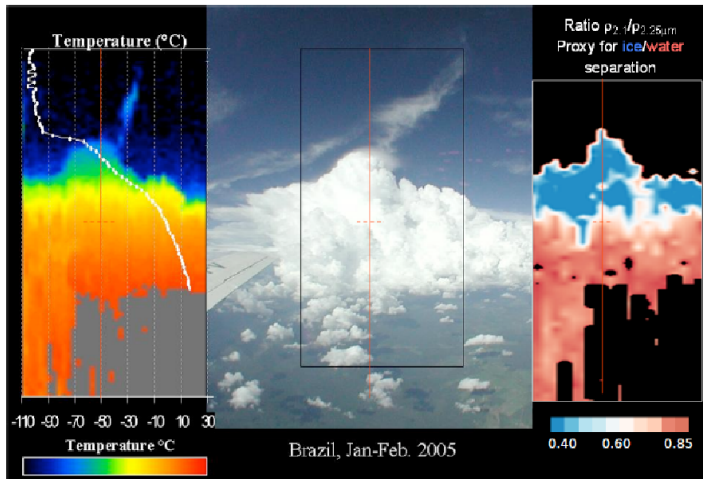 Temperature (°C)
-110 -90 -70 -50 -30 -10 10 30
Temperature °C
Brazil, Jan-Feb. 2005
Ratio ρ2.1/ρ2.25μm
Proxy for ice/water
separation
0.40 0.60 0.85